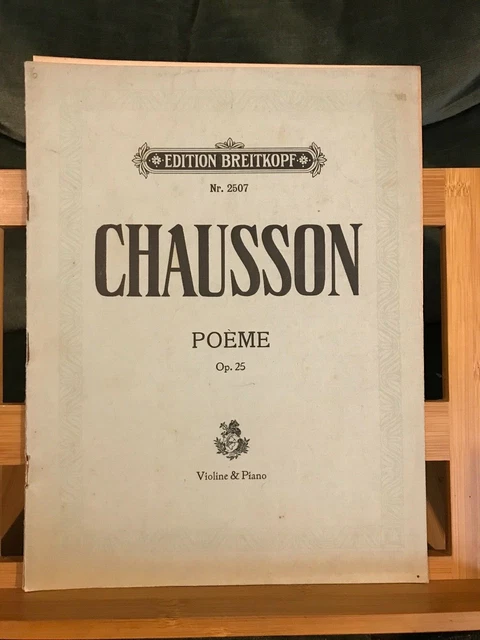 EDITION BREITKOPF
Nr. 2507
CHAUSSON
POÈME
Op. 25
Violine & Piano